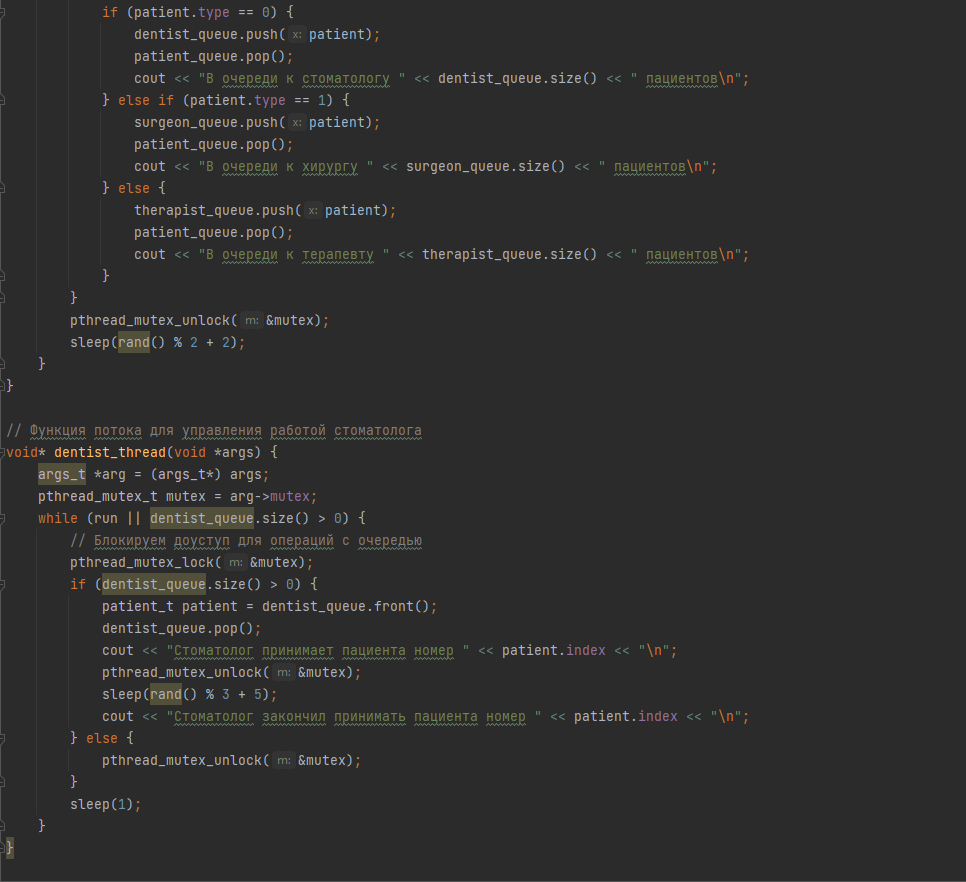 if (patient.type == 0) {
dentist_queue.push( x: patient);
patient_queue.pop();
cout << "В очереди к стоматологу " << dentist_queue.size() << " пациентов\n";
} else if (patient.type == 1) {
surgeon_queue.push( x: patient);
patient_queue.pop();
cout << "В очереди к хирургу " << surgeon_queue.size() << " пациентов\n";
} else {
therapist_queue.push( x: patient);
patient_queue.pop();
cout << "В очереди к терапевту " << therapist_queue.size() << " пациентов\n";
}
}
pthread_mutex_unlock( m: &mutex);
sleep(rand() % 2 + 2);
}
}
// Функция потока для управления работой стоматолога
void* dentist_thread(void *args) {
args_t *arg = (args_t*) args;
pthread_mutex_t mutex = arg->mutex;
while (run || dentist_queue.size() > 0) {
// Блокируем доуступ для операций с очередью
pthread_mutex_lock( m: &mutex);
if (dentist_queue.size() > 0) {
patient_t patient = dentist_queue.front();
dentist_queue.pop();
cout << "Стоматолог принимает пациента номер " << patient.index << "\n";
pthread_mutex_unlock( m: &mutex);
sleep(rand() % 3 + 5);
cout << "Стоматолог закончил принимать пациента номер " << patient.index << "\n";
} else {
pthread_mutex_unlock( m: &mutex);
}
sleep(1);
}
}